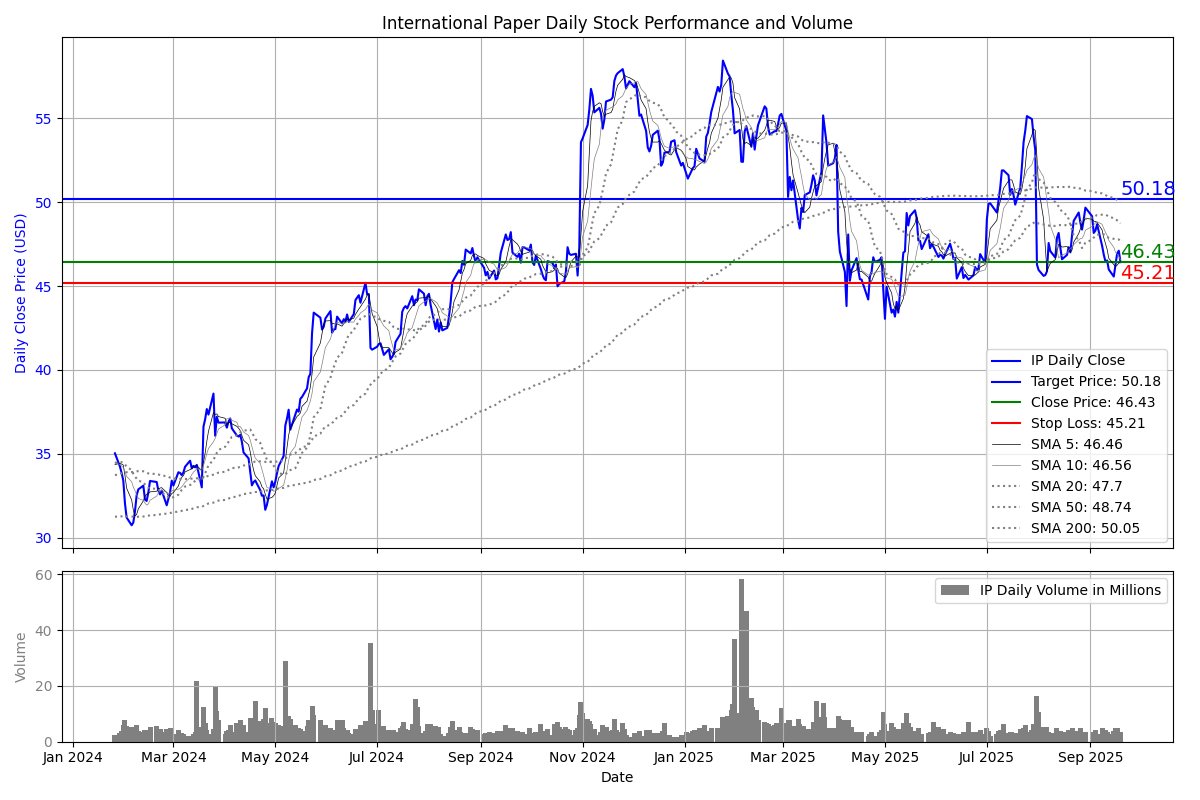 International Paper Daily Stock Performance and Volume
Daily Close Price (USD)
55
50
45
40
35
30
50.18
46.43
45.21
IP Daily Close
Target Price: 50.18
Close Price: 46.43
Stop Loss: 45.21
SMA 5: 46.46
SMA 10: 46.56
SMA 20: 47.7
SMA 50: 48.74
SMA 200: 50.05
Volume
60
40
20
0
IP Daily Volume in Millions
Jan 2024 Mar 2024 May 2024 Jul 2024 Sep 2024 Nov 2024 Jan 2025 Mar 2025 May 2025 Jul 2025 Sep 2025
Date